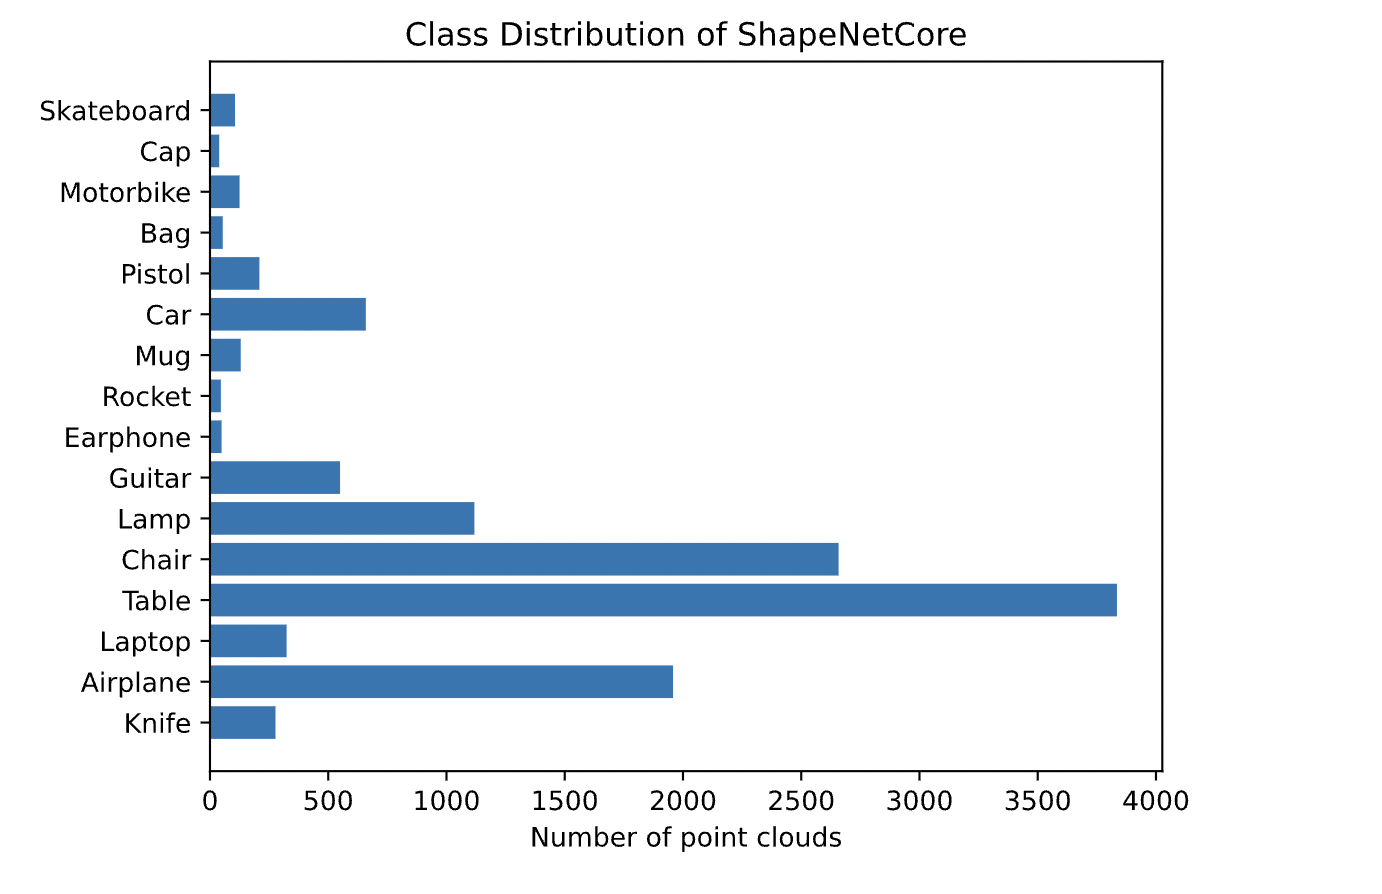 Class Distribution of ShapeNetCore
Skateboard
Cap
Motorbike
Bag
Pistol
Car
Mug
Rocket
Earphone
Guitar
Lamp
Chair
Table
Laptop
Airplane
Knife
0 500 1000 1500 2000 2500 3000 3500 4000
Number of point clouds